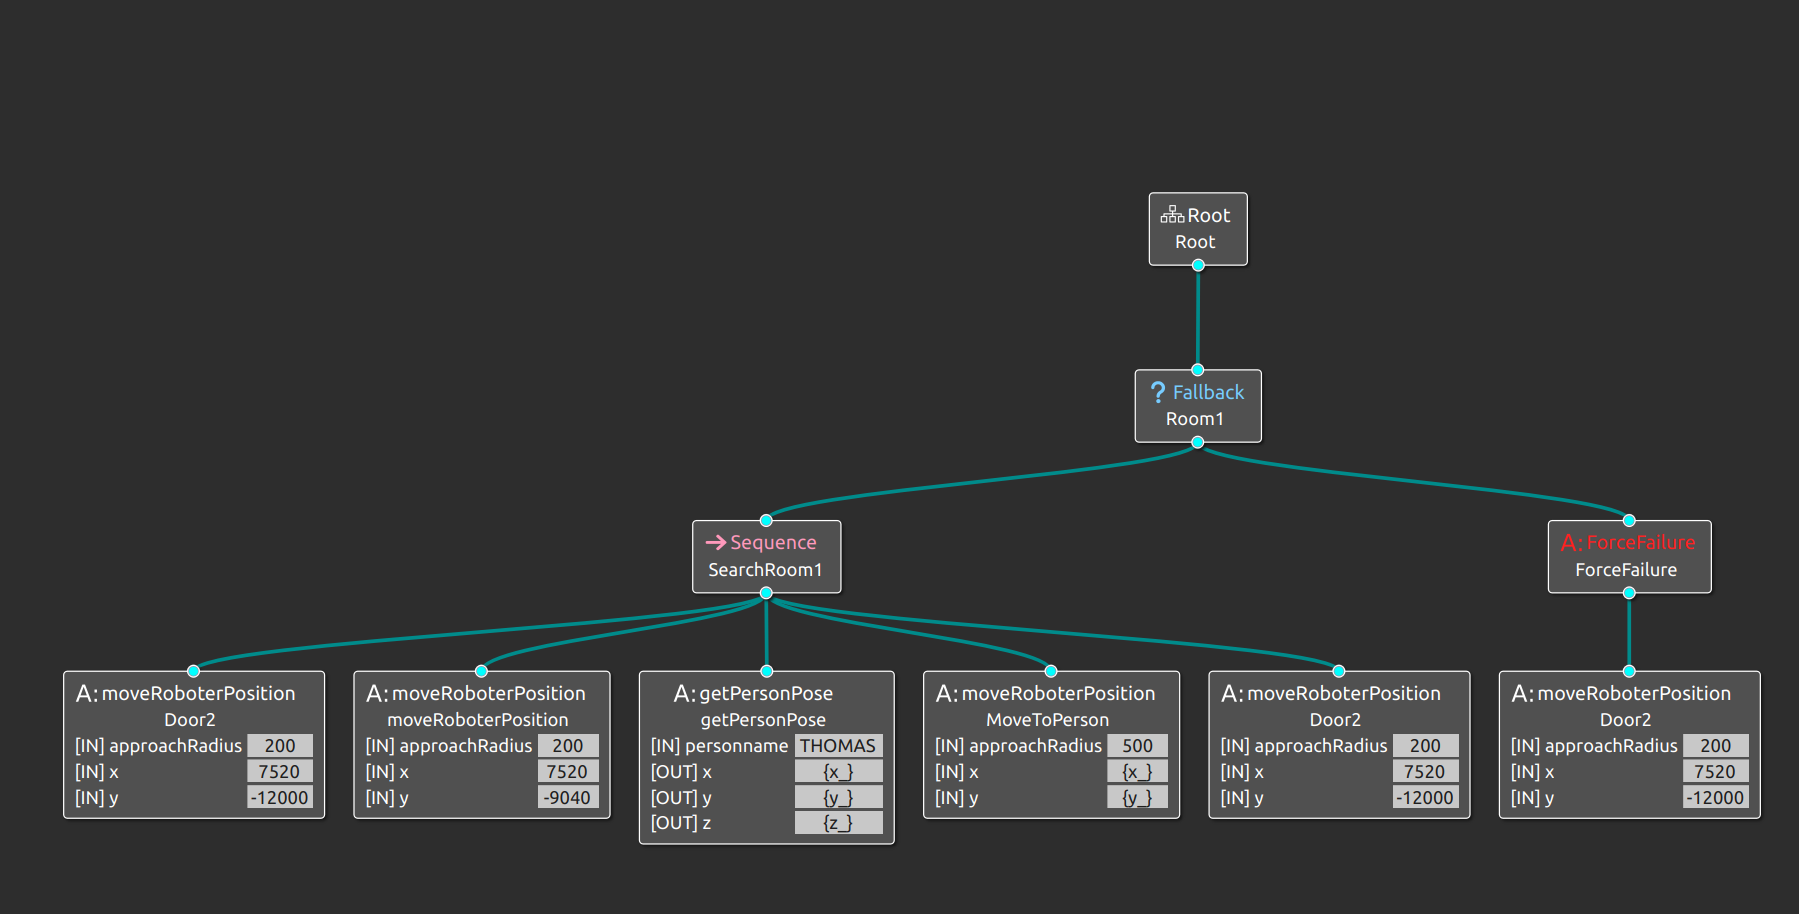 Root
Root
? Fallback
Room1
Sequence
SearchRoom1
A: ForceFailure
ForceFailure
A: moveRoboterPosition
Door2
[IN] approachRadius 200
[IN] x 7520
[IN] y -12000
A: moveRoboterPosition
moveRoboterPosition
[IN] approachRadius 200
[IN] x 7520
[IN] y -9040
A: getPersonPose
getPersonPose
[IN] personname THOMAS
[OUT] x {x_}
[OUT] y {y_}
[OUT] z {z_}
A: moveRoboterPosition
MoveToPerson
[IN] approachRadius 500
[IN] x {x_}
[IN] y {y_}
A: moveRoboterPosition
Door2
[IN] approachRadius 200
[IN] x 7520
[IN] y -12000
A: moveRoboterPosition
Door2
[IN] approachRadius 200
[IN] x 7520
[IN] y -12000